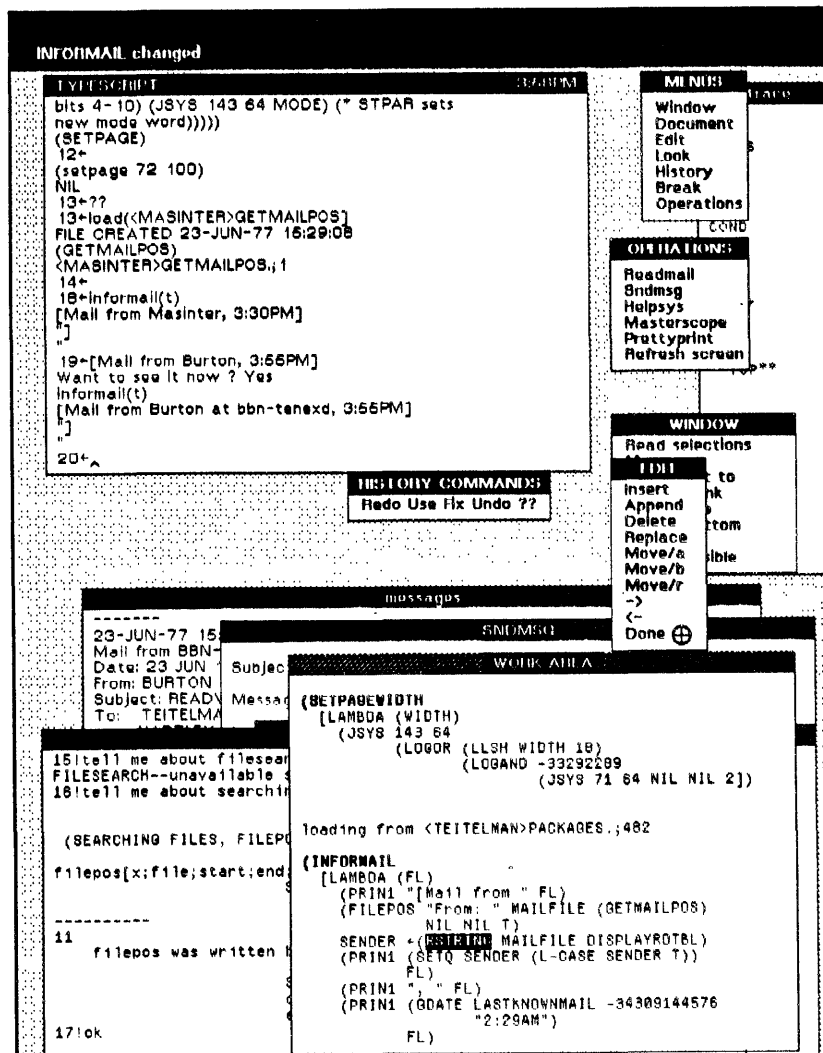 INFORMAIL changed
TYPESCRIPT 3:58PM
bits 4-10) (JSYS 143 64 MODE) (* STPAR sets
new mode word)))))
(SETPAGE)
12←
(setpage 72 100)
NIL
13←??
13←load(<MASINTER>GETMAILPOS]
FILE CREATED 23-JUN-77 15:29:08
(GETMAILPOS)
<MASINTER>GETMAILPOS.;1
14←
18←informail(t)
[Mail from Masinter, 3:30PM]
"]
"
19←[Mail from Burton, 3:55PM]
Want to see it now ? Yes
informail(t)
[Mail from Burton at bbn-tenexd, 3:55PM]
"]
"
20←
HISTORY COMMANDS
Redo Use Fix Undo ??
MENUS
Window
Document
Edit
Look
History
Break
Operations
trace
COND
OPERATIONS
Readmail
Sndmsg
Helpsys
Masterscope
Prettyprint
Refresh screen
WINDOW
Read selections
to
nk
ttom
sible
EDIT
Insert
Append
Delete
Replace
Move/a
Move/b
Move/r
->
<-
Done
messages
--------
23-JUN-77 15:
Mail from BBN-
Date: 23 JUN
From: BURTON
Subject: READ
To: TEITELMA
SNDMSG
Subjec
Messag
WORK AREA
(SETPAGEWIDTH
[LAMBDA (WIDTH)
(JSYS 143 64
(LOGOR (LLSH WIDTH 18)
(LOGAND -33292289
(JSYS 71 64 NIL NIL 2])
loading from <TEITELMAN>PACKAGES.;482
(INFORMAIL
[LAMBDA (FL)
(PRIN1 "[Mail from " FL)
(FILEPOS "From: " MAILFILE (GETMAILPOS)
NIL NIL T)
SENDER ←(RSTRING MAILFILE DISPLAYRDTBL)
(PRIN1 (SETQ SENDER (L-CASE SENDER T))
FL)
(PRIN1 ", " FL)
(PRIN1 (GDATE LASTKNOWNMAIL -34309144576
"2:29AM")
FL)
15!tell me about filesear
FILESEARCH--unavailable s
16!tell me about searchin
(SEARCHING FILES, FILEPO
filepos[x;file;start;end;
----------
11
filepos was written b
17!ok